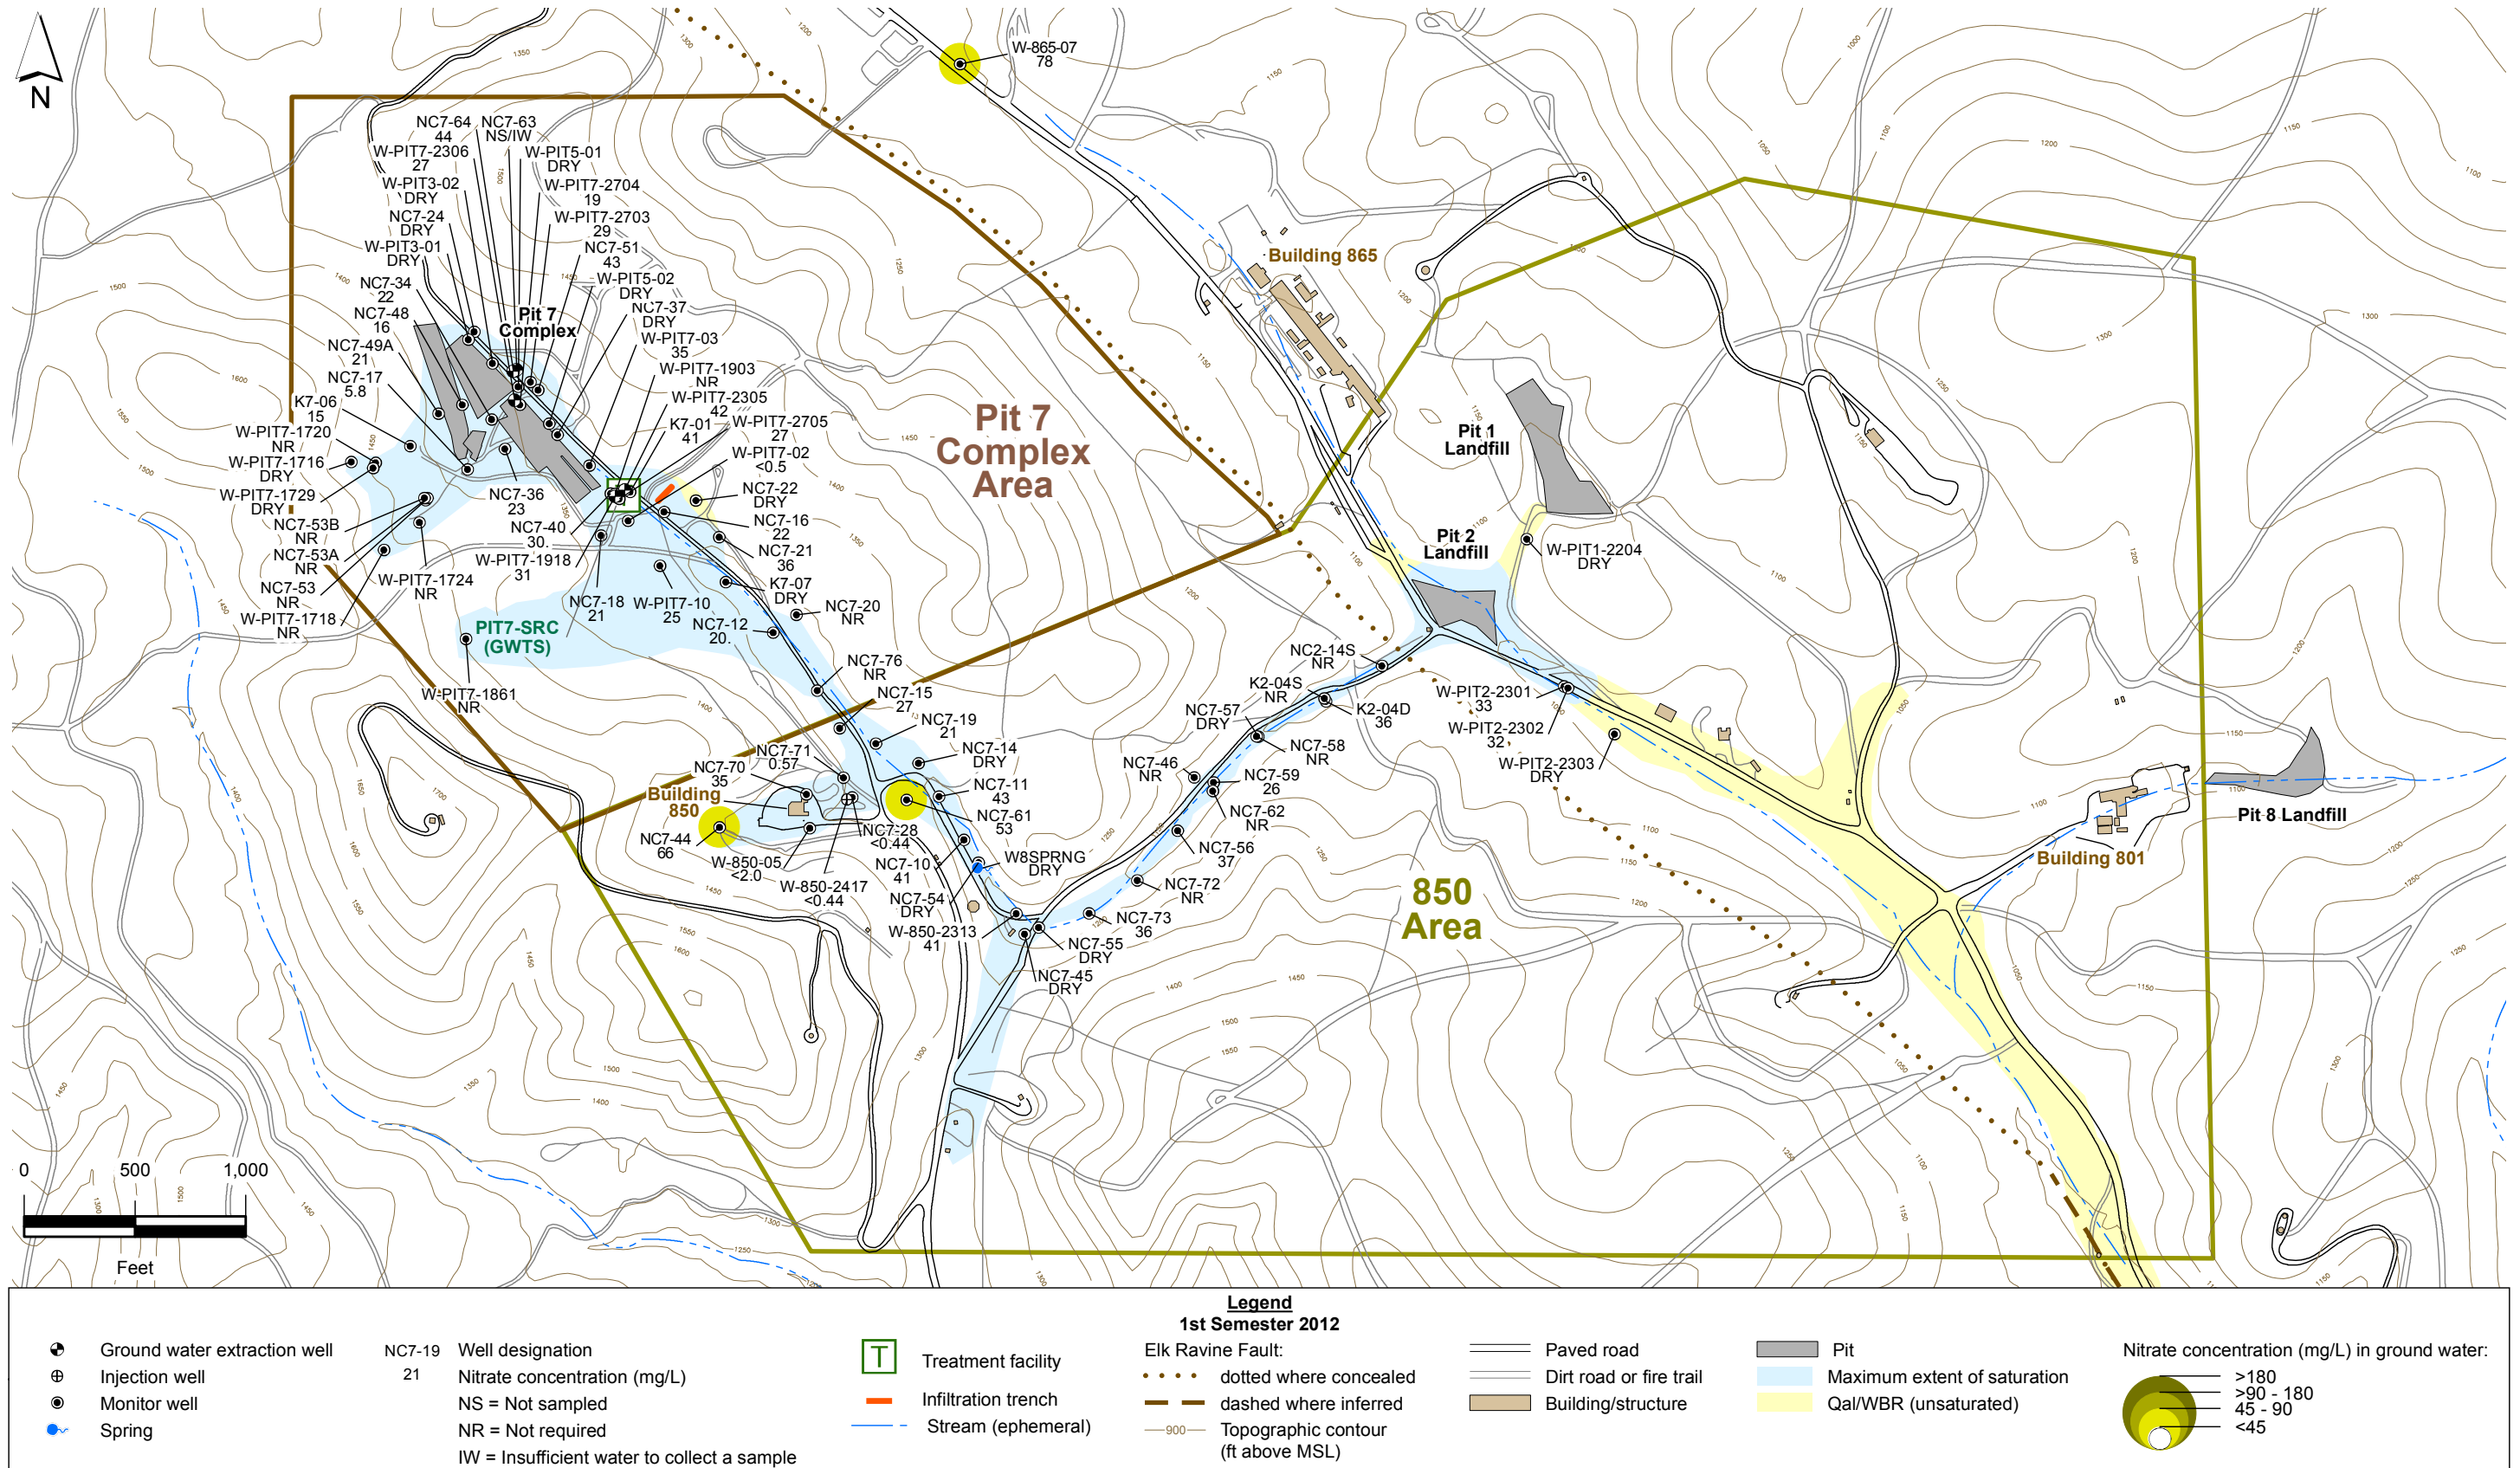 N
W-865-07
78
NC7-64
44
NC7-63
NS/IW
W-PIT7-2306
27
W-PIT5-01
DRY
W-PIT3-02
DRY
W-PIT7-2704
19
NC7-24
DRY
W-PIT7-2703
29
W-PIT3-01
DRY
NC7-51
43
NC7-34
22
W-PIT5-02
DRY
NC7-48
16
Pit 7
Complex
NC7-37
DRY
NC7-49A
21
W-PIT7-03
35
NC7-17
5.8
W-PIT7-1903
NR
K7-06
15
W-PIT7-2305
42
W-PIT7-1720
NR
K7-01
41
W-PIT7-2705
27
W-PIT7-1716
DRY
W-PIT7-02
<0.5
W-PIT7-1729
DRY
NC7-36
23
NC7-22
DRY
NC7-53B
NR
NC7-40
30.
NC7-16
22
NC7-53A
NR
W-PIT7-1918
31
NC7-21
36
NC7-53
NR
W-PIT7-1724
NR
K7-07
DRY
W-PIT7-1718
NR
NC7-18
21
W-PIT7-10
25
NC7-20
NR
NC7-12
20.
PIT7-SRC
(GWTS)
W-PIT7-1861
NR
NC7-76
NR
NC7-15
27
NC7-19
21
NC7-71
0.57
NC7-14
DRY
NC7-70
35
NC7-11
43
Building
850
NC7-61
53
NC7-44
66
NC7-28
<0.44
W-850-05
<2.0
NC7-10
41
W8SPRNG
DRY
W-850-2417
<0.44
NC7-54
DRY
W-850-2313
41
NC7-73
36
NC7-72
NR
NC7-55
DRY
NC7-45
DRY
NC7-56
37
NC7-62
NR
NC7-59
26
NC7-46
NR
NC7-58
NR
NC7-57
DRY
K2-04S
NR
K2-04D
36
NC2-14S
NR
W-PIT2-2301
33
W-PIT2-2302
32
W-PIT2-2303
DRY
W-PIT1-2204
DRY
Pit 7
Complex
Area
850
Area
Building 865
Pit 1
Landfill
Pit 2
Landfill
Pit 8 Landfill
Building 801
0 500 1,000
Feet
Legend
1st Semester 2012
Ground water extraction well
Injection well
Monitor well
Spring
NC7-19 Well designation
21 Nitrate concentration (mg/L)
NS = Not sampled
NR = Not required
IW = Insufficient water to collect a sample
T Treatment facility
Infiltration trench
Stream (ephemeral)
Elk Ravine Fault:
dotted where concealed
dashed where inferred
900 Topographic contour
(ft above MSL)
Paved road
Dirt road or fire trail
Building/structure
Pit
Maximum extent of saturation
Qal/WBR (unsaturated)
Nitrate concentration (mg/L) in ground water:
>180
>90 - 180
45 - 90
<45